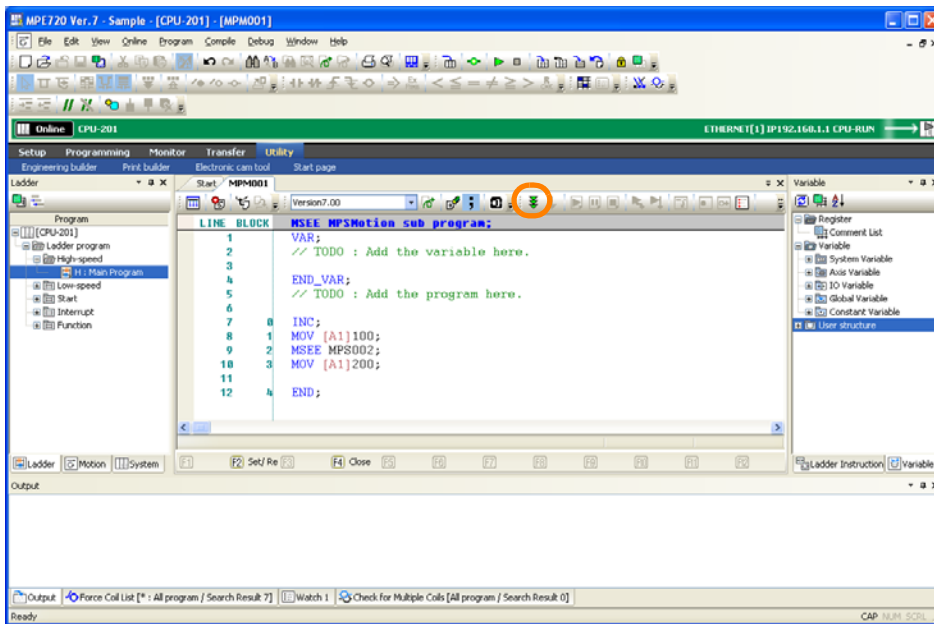 MPE720 Ver.7 - Sample - [CPU-201] - [MPM001]
File Edit View Online Program Compile Debug Window Help
Online CPU-201 ETHERNET[1] IP192.168.1.1 CPU-RUN
Setup Programming Monitor Transfer Utility
Engineering builder Print builder Electronic cam tool Start page
Ladder
Start MPM001
Variable
Version7.00
Program
[CPU-201]
Ladder program
High-speed
H : Main Program
Low-speed
Start
Interrupt
Function
LINE BLOCK MSEE MPSMotion sub program;
1 VAR;
2 // TODO : Add the variable here.
3
4 END_VAR;
5 // TODO : Add the program here.
6
7 0 INC;
8 1 MOV [A1]100;
9 2 MSEE MPS002;
10 3 MOV [A1]200;
11
12 4 END;
Register
Comment List
Variable
System Variable
Axis Variable
IO Variable
Global Variable
Constant Variable
User structure
Ladder Motion System
F1 F2 Set/Re F3 F4 Close F5 F6 F7 F8 F9 F11 F12
Ladder Instruction Variable
Output
Output Force Coil List [* : All program / Search Result 7] Watch 1 Check for Multiple Coils [All program / Search Result 0]
Ready CAP NUM SCRL